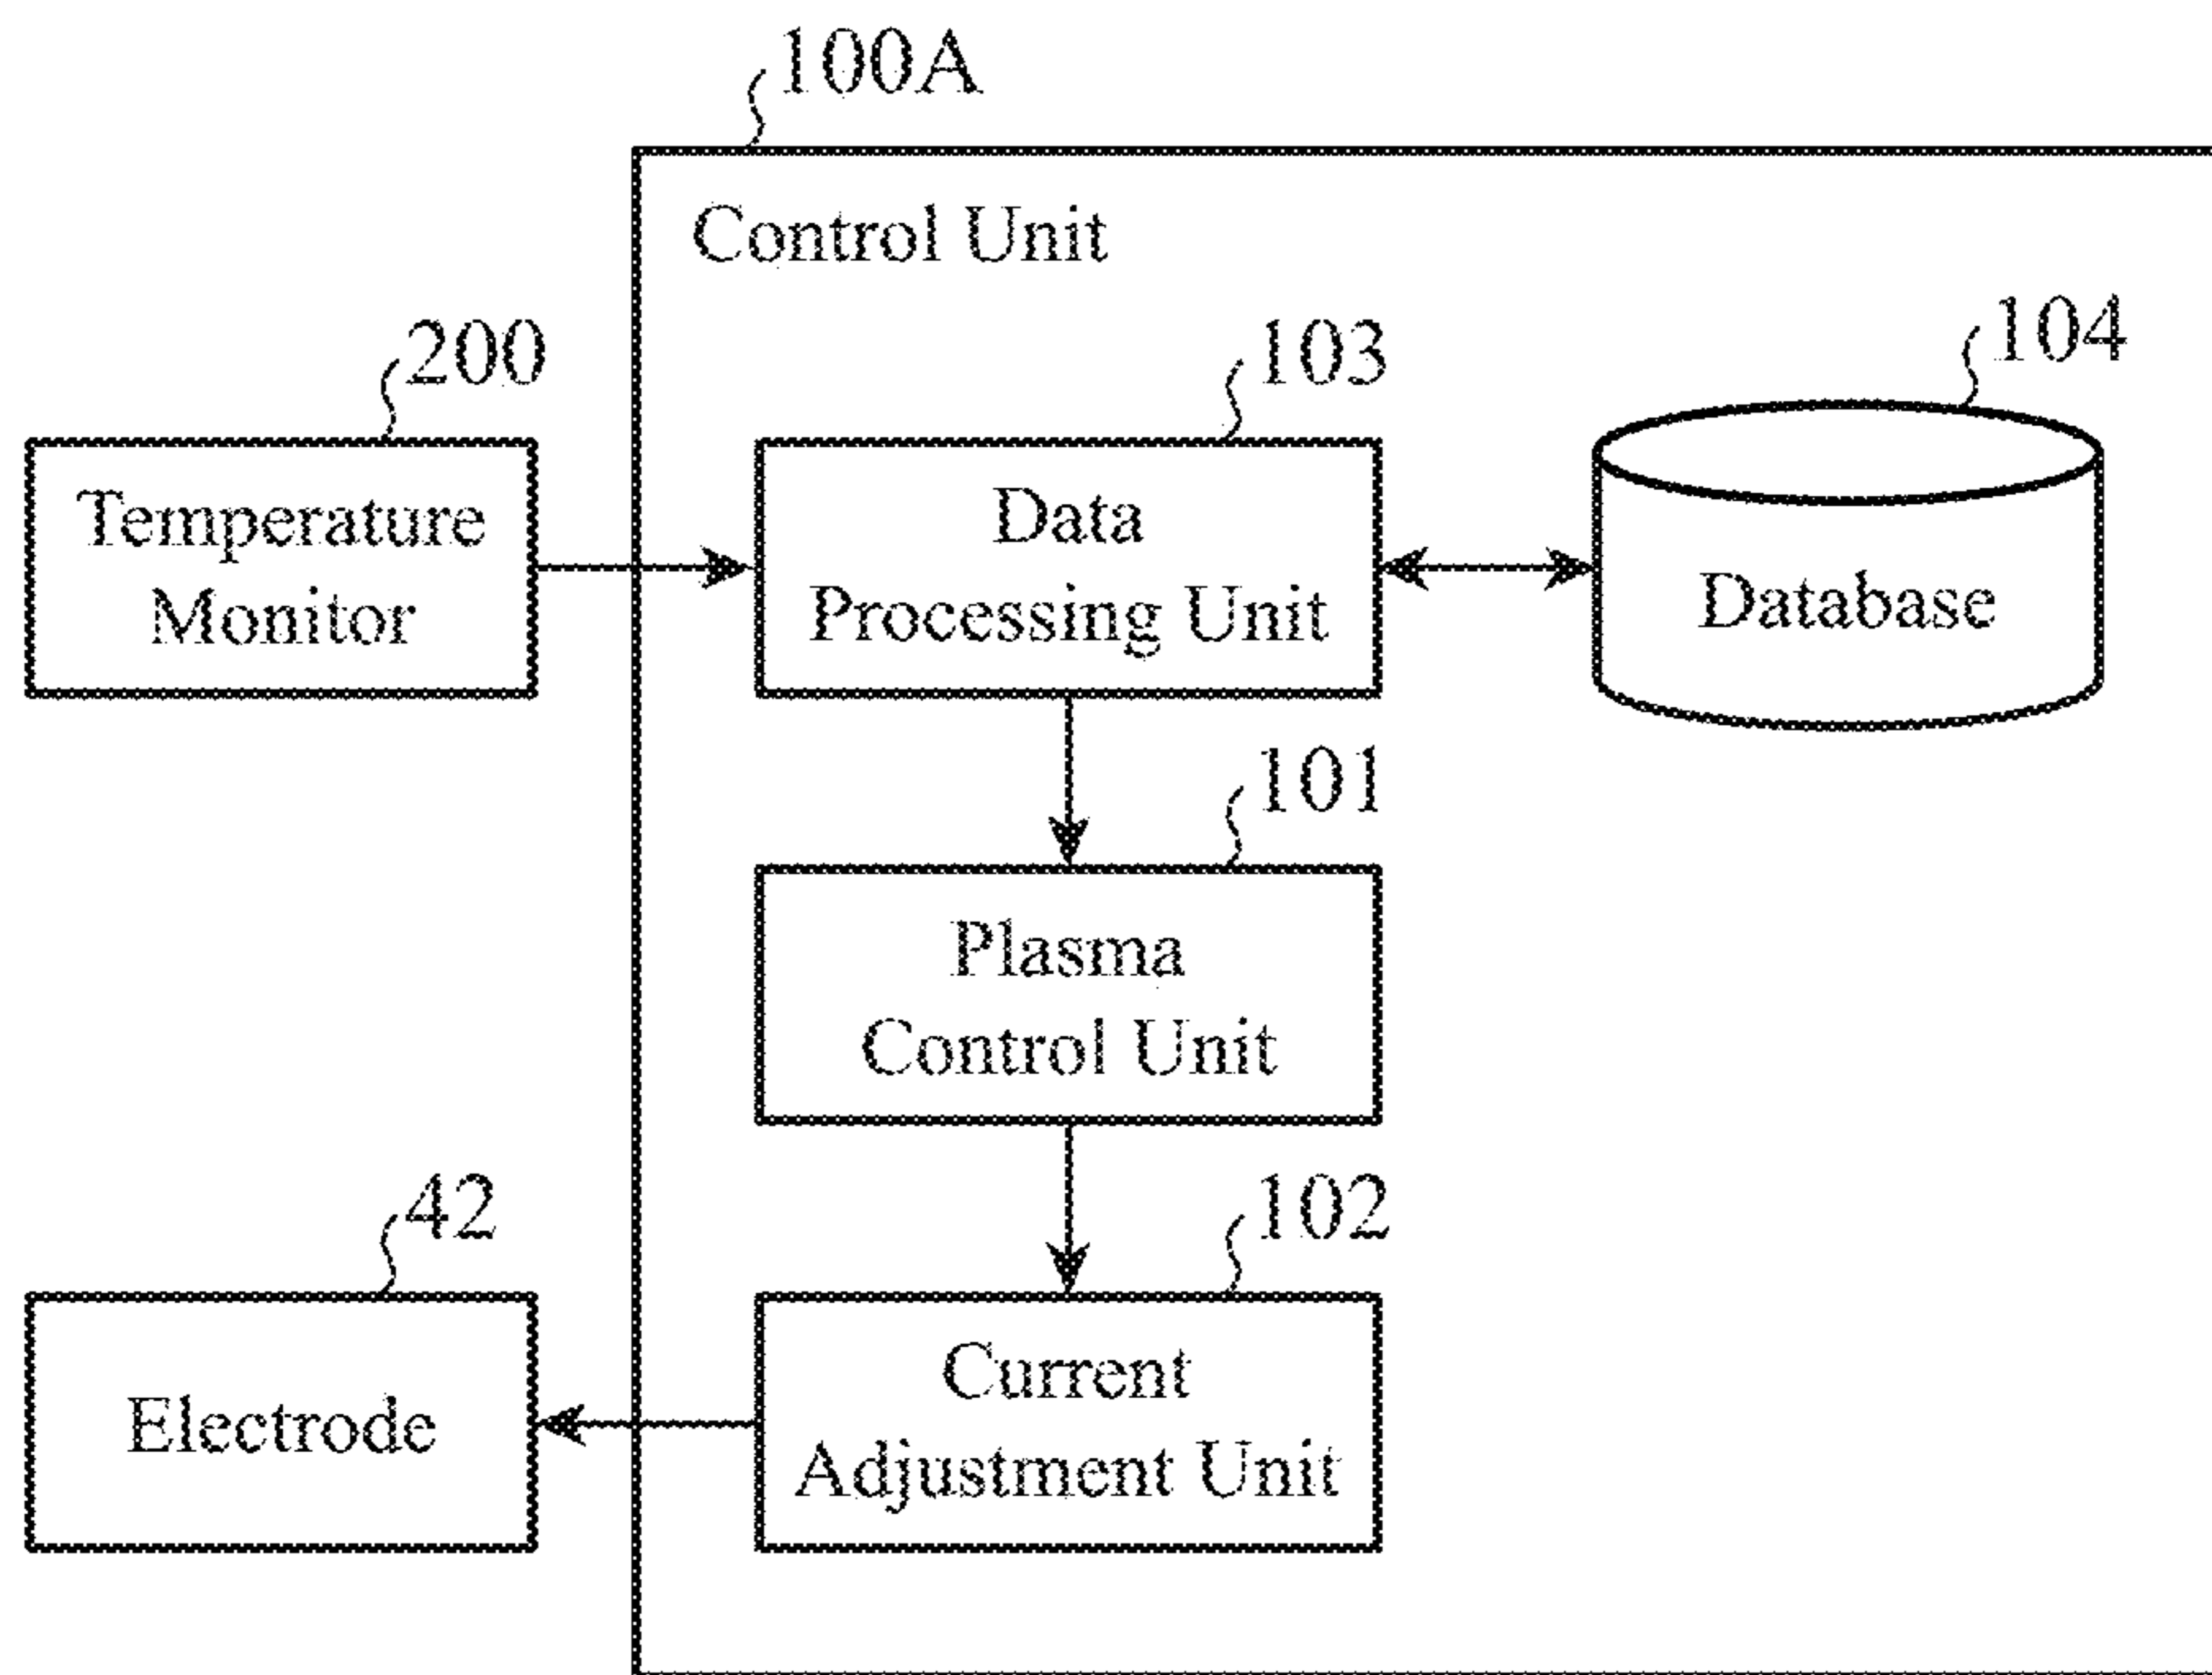 100A
Control Unit
200
103
104
Temperature
Monitor
Data
Processing Unit
Database
101
Plasma
Control Unit
42
102
Electrode
Current
Adjustment Unit